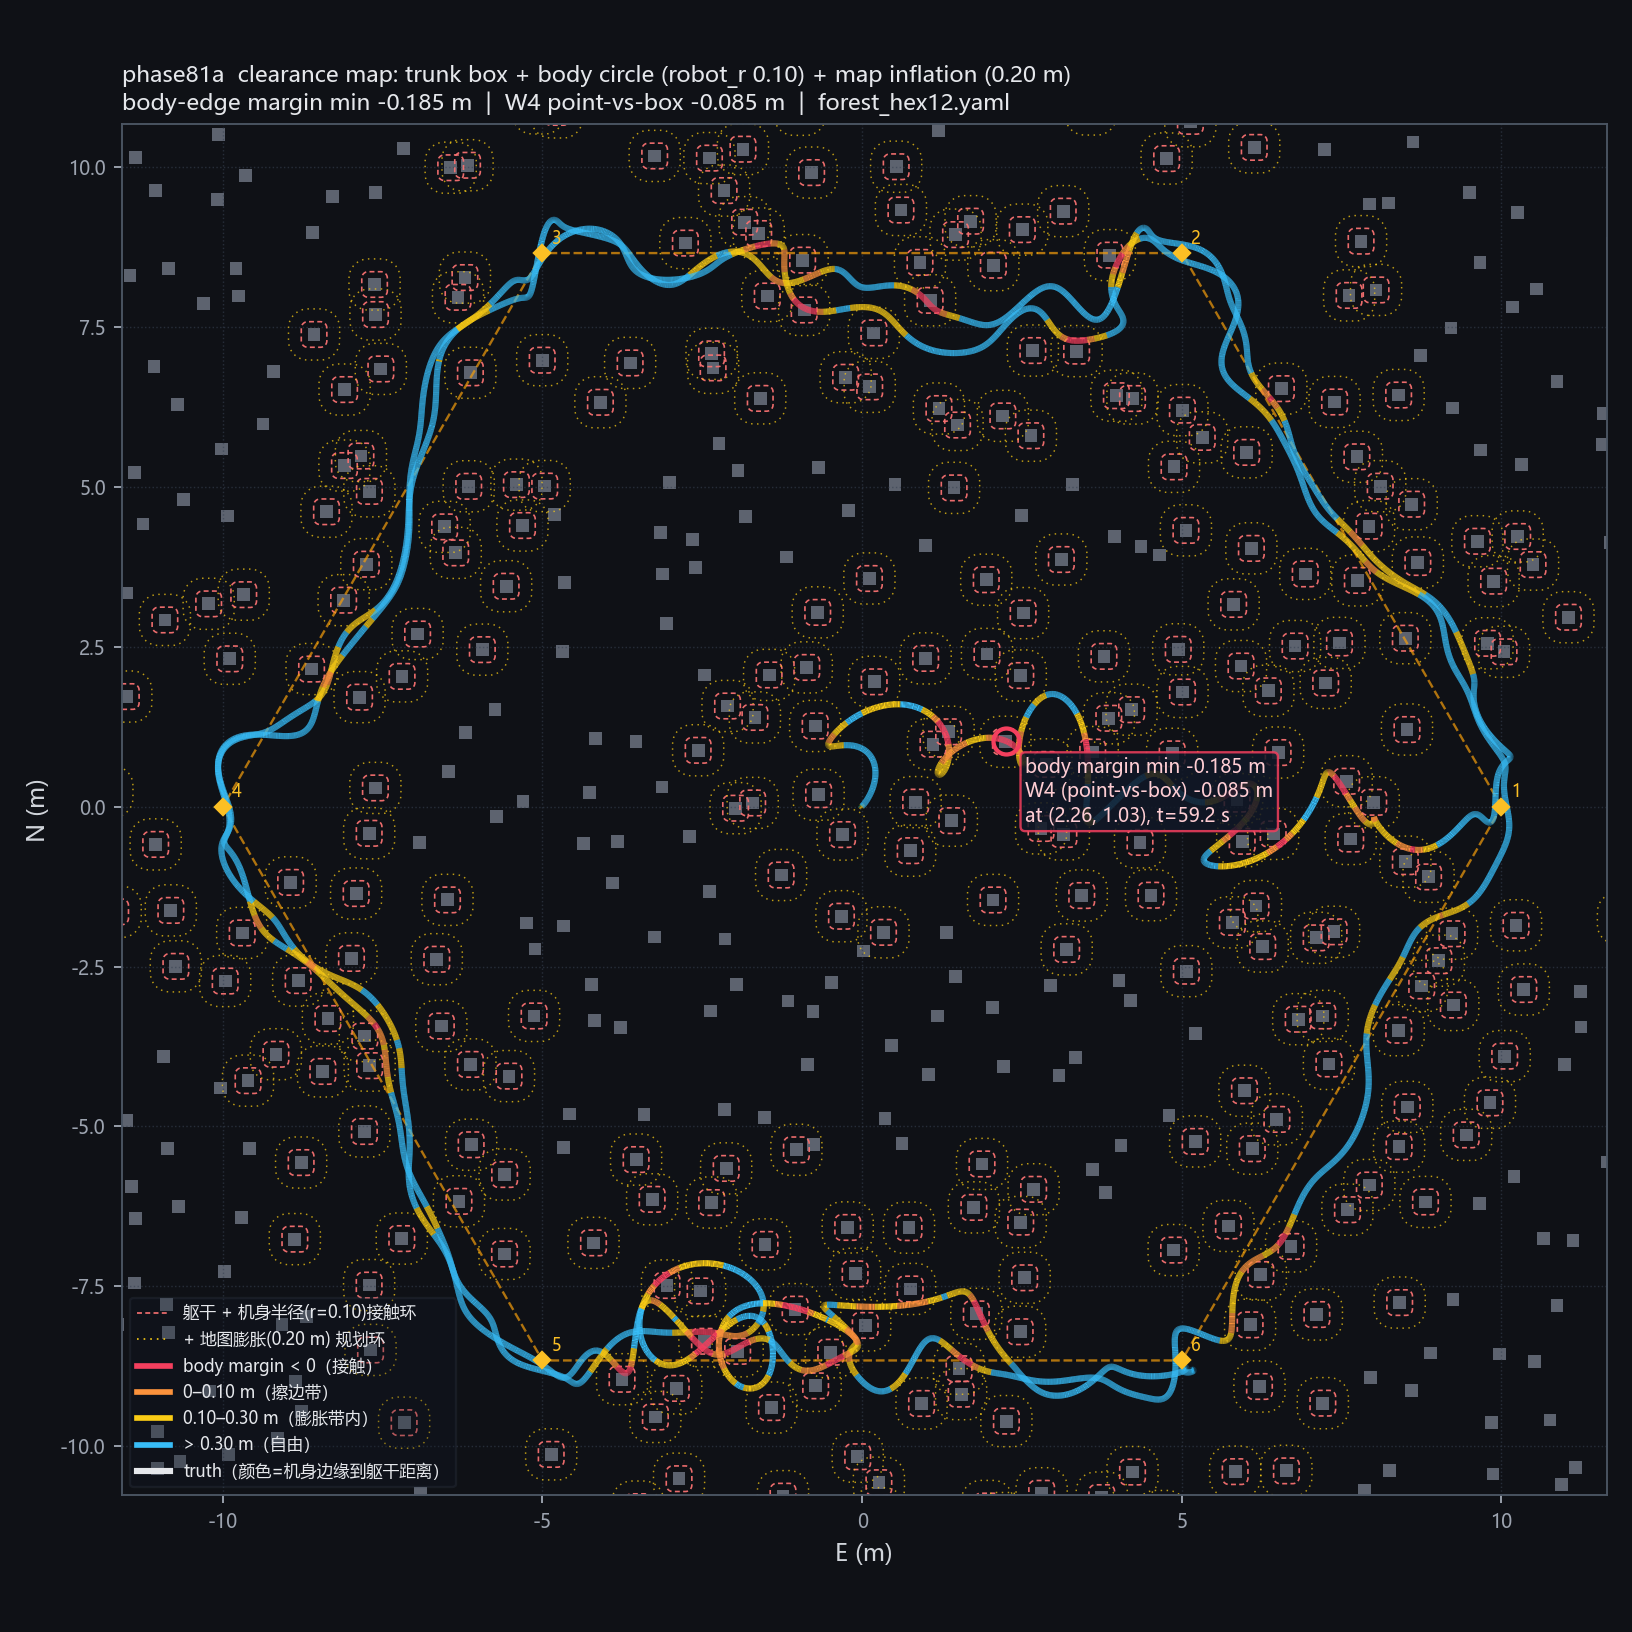 phase81a  clearance map: trunk box + body circle (robot_r 0.10) + map inflation (0.20 m)
body-edge margin min -0.185 m  |  W4 point-vs-box -0.085 m  |  forest_hex12.yaml
10.0
7.5
5.0
2.5
0.0
-2.5
-5.0
-7.5
-10.0
N (m)
3
2
4
1
5
6
body margin min -0.185 m
W4 (point-vs-box) -0.085 m
at (2.26, 1.03), t=59.2 s
躯干 + 机身半径(r=0.10)接触环
+ 地图膨胀(0.20 m) 规划环
body margin < 0（接触）
0–0.10 m（擦边带）
0.10–0.30 m（膨胀带内）
> 0.30 m（自由）
truth（颜色=机身边缘到躯干距离）
-10
-5
0
5
10
E (m)